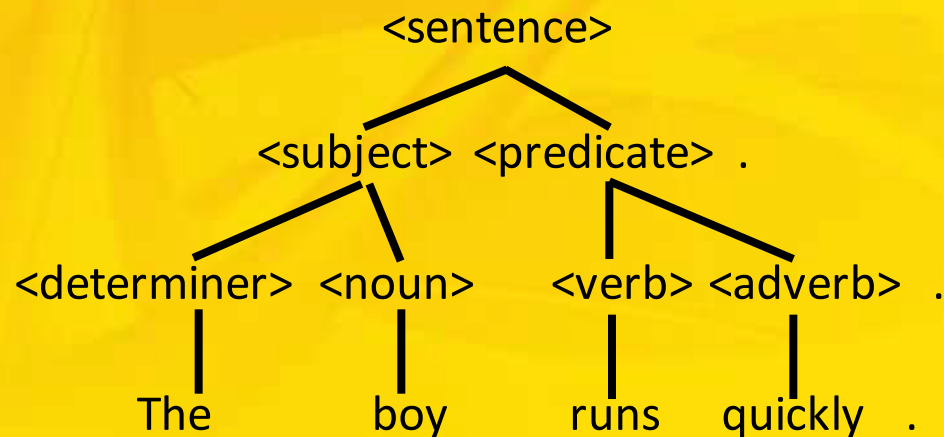 <sentence>
<subject> <predicate> .
<determiner> <noun> <verb> <adverb> .
The boy runs quickly .